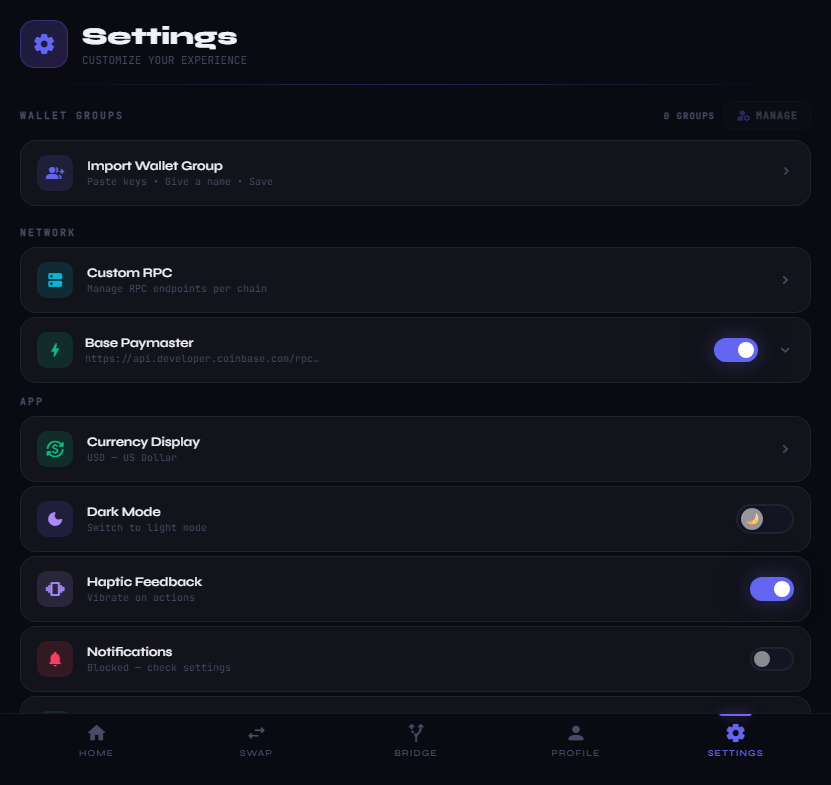 Settings
CUSTOMIZE YOUR EXPERIENCE
WALLET GROUPS
0 GROUPS
MANAGE
Import Wallet Group
Paste keys • Give a name • Save
NETWORK
Custom RPC
Manage RPC endpoints per chain
Base Paymaster
https://api.developer.coinbase.com/rpc…
APP
Currency Display
USD — US Dollar
Dark Mode
Switch to light mode
Haptic Feedback
Vibrate on actions
Notifications
Blocked — check settings
HOME
SWAP
BRIDGE
PROFILE
SETTINGS